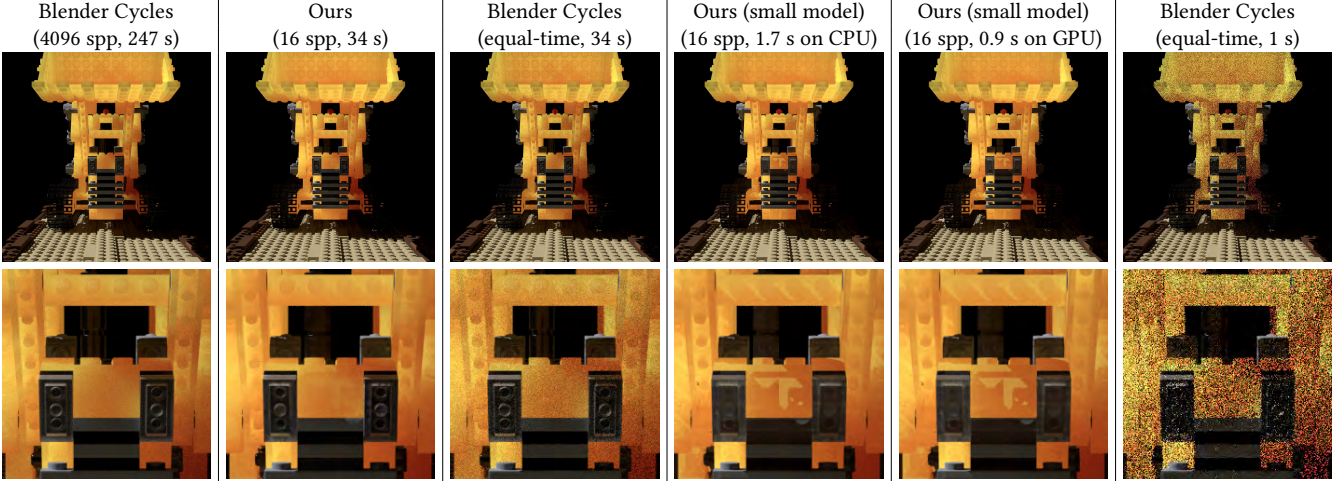 Blender Cycles
(4096 spp, 247 s)
Ours
(16 spp, 34 s)
Blender Cycles
(equal-time, 34 s)
Ours (small model)
(16 spp, 1.7 s on CPU)
Ours (small model)
(16 spp, 0.9 s on GPU)
Blender Cycles
(equal-time, 1 s)